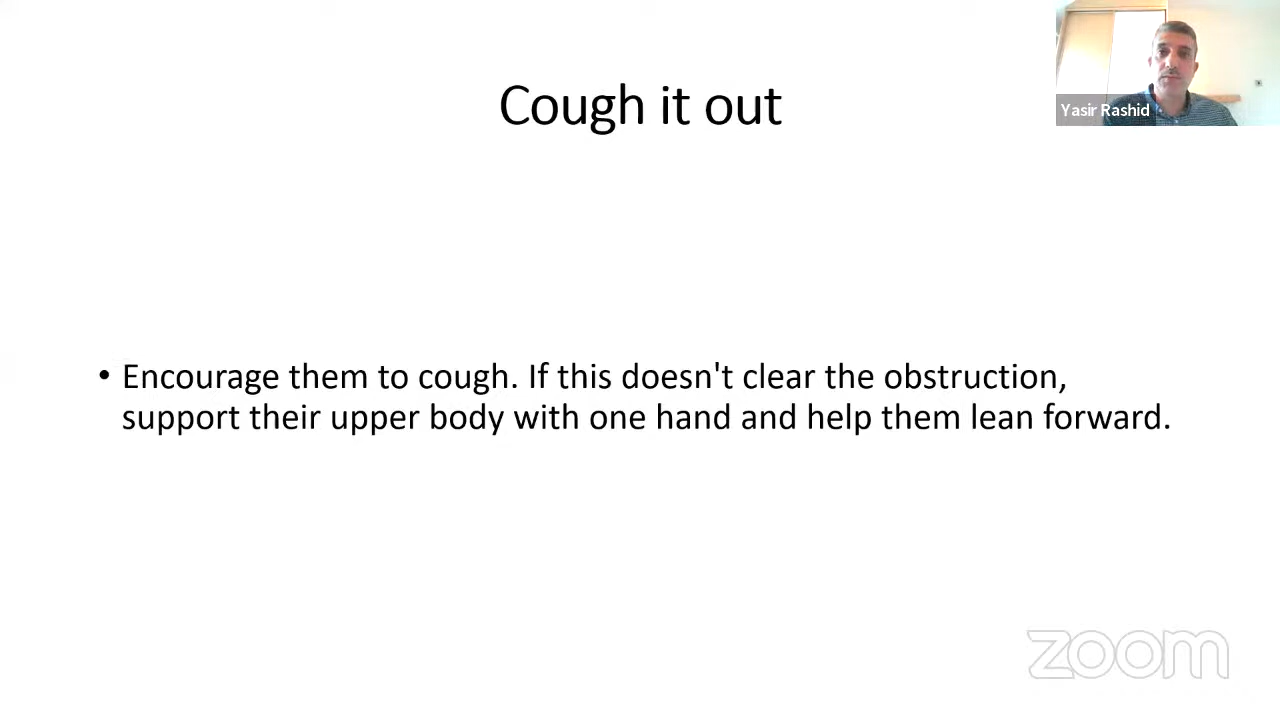 Cough it out
Yasir Rashid
• Encourage them to cough. If this doesn't clear the obstruction,
support their upper body with one hand and help them lean forward.
zoom